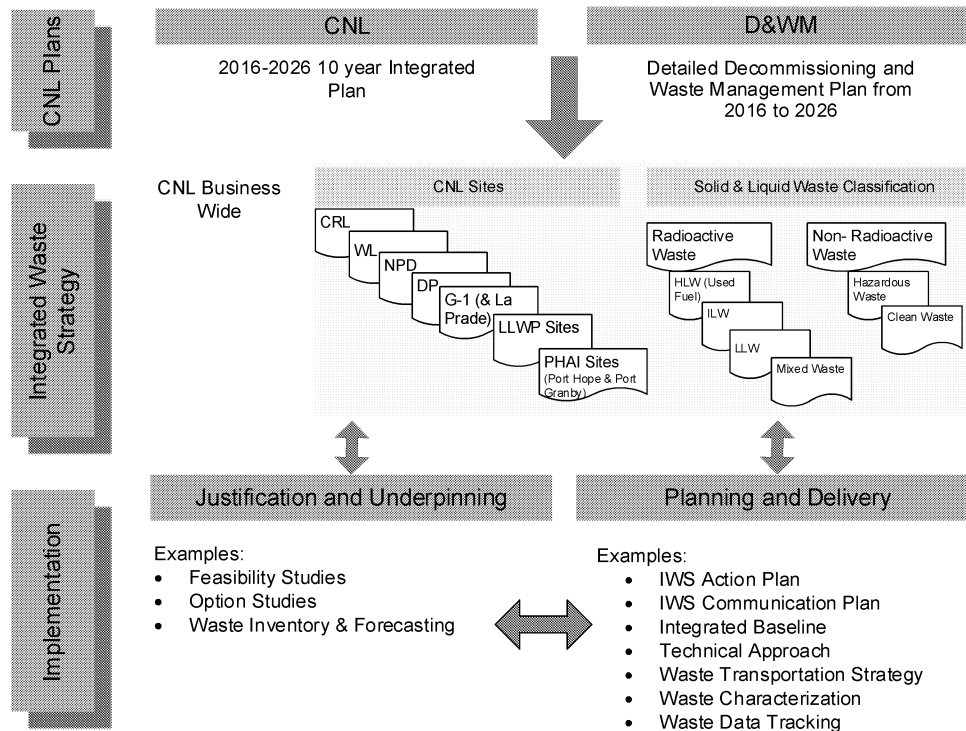 CNL Plans
CNL
D&WM
2016-2026 10 year Integrated
Plan
Detailed Decommissioning and
Waste Management Plan from
2016 to 2026
Integrated Waste
Strategy
CNL Business
Wide
CNL Sites
CRL
WL
NPD
DP
G-1 (& La
Prade)
LLWP Sites
PHAI Sites
(Port Hope & Port
Granby)
Solid & Liquid Waste Classification
Radioactive
Waste
HLW (Used
Fuel)
ILW
LLW
Mixed Waste
Non- Radioactive
Waste
Hazardous
Waste
Clean Waste
Implementation
Justification and Underpinning
Examples:
• Feasibility Studies
• Option Studies
• Waste Inventory & Forecasting
Planning and Delivery
Examples:
• IWS Action Plan
• IWS Communication Plan
• Integrated Baseline
• Technical Approach
• Waste Transportation Strategy
• Waste Characterization
• Waste Data Tracking